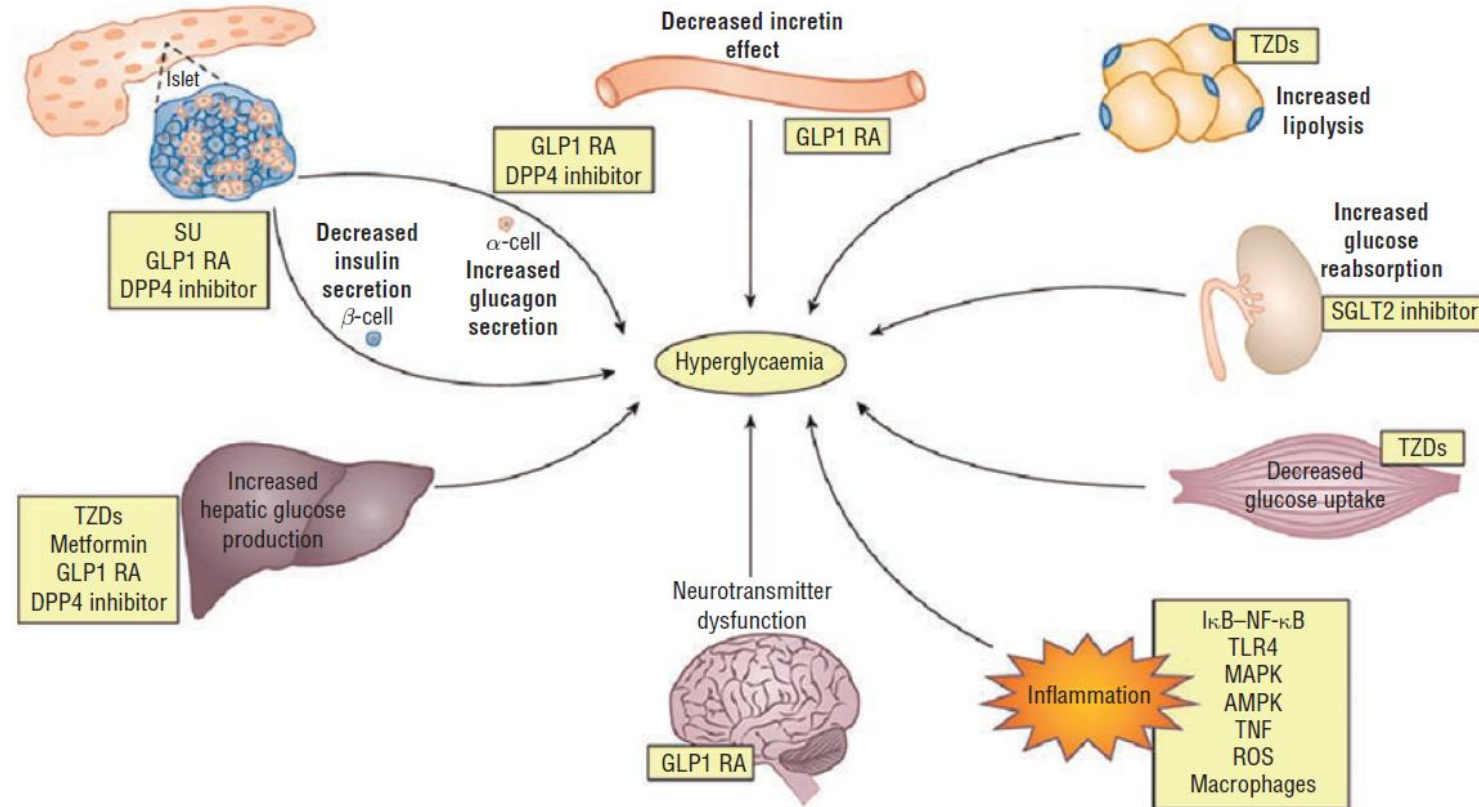 Islet
SU
GLP1 RA
DPP4 inhibitor
Decreased
insulin
secretion
β-cell
GLP1 RA
DPP4 inhibitor
α-cell
Increased
glucagon
secretion
Decreased incretin
effect
GLP1 RA
TZDs
Increased
lipolysis
Increased
glucose
reabsorption
SGLT2 inhibitor
Hyperglycaemia
Increased
hepatic glucose
production
TZDs
Metformin
GLP1 RA
DPP4 inhibitor
Neurotransmitter
dysfunction
GLP1 RA
Inflammation
IκB–NF-κB
TLR4
MAPK
AMPK
TNF
ROS
Macrophages
TZDs
Decreased
glucose uptake